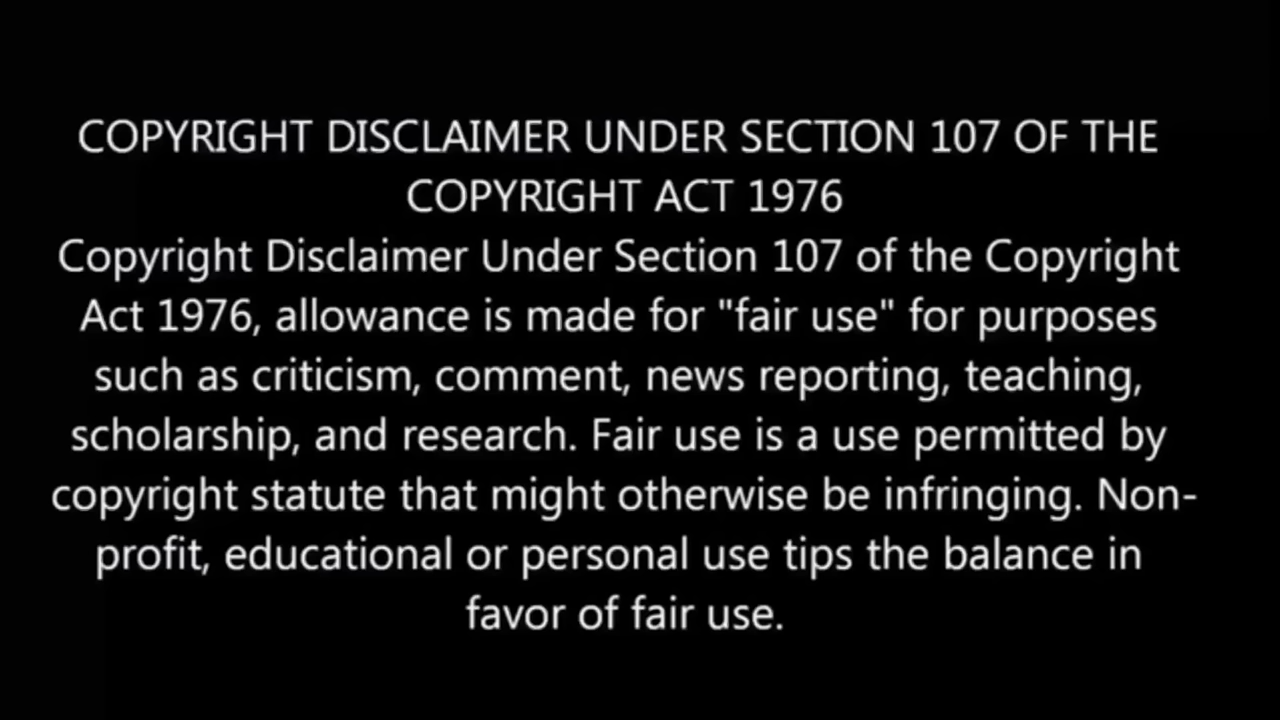 COPYRIGHT DISCLAIMER UNDER SECTION 107 OF THE
COPYRIGHT ACT 1976
Copyright Disclaimer Under Section 107 of the Copyright
Act 1976, allowance is made for "fair use" for purposes
such as criticism, comment, news reporting, teaching,
scholarship, and research. Fair use is a use permitted by
copyright statute that might otherwise be infringing. Non-
profit, educational or personal use tips the balance in
favor of fair use.